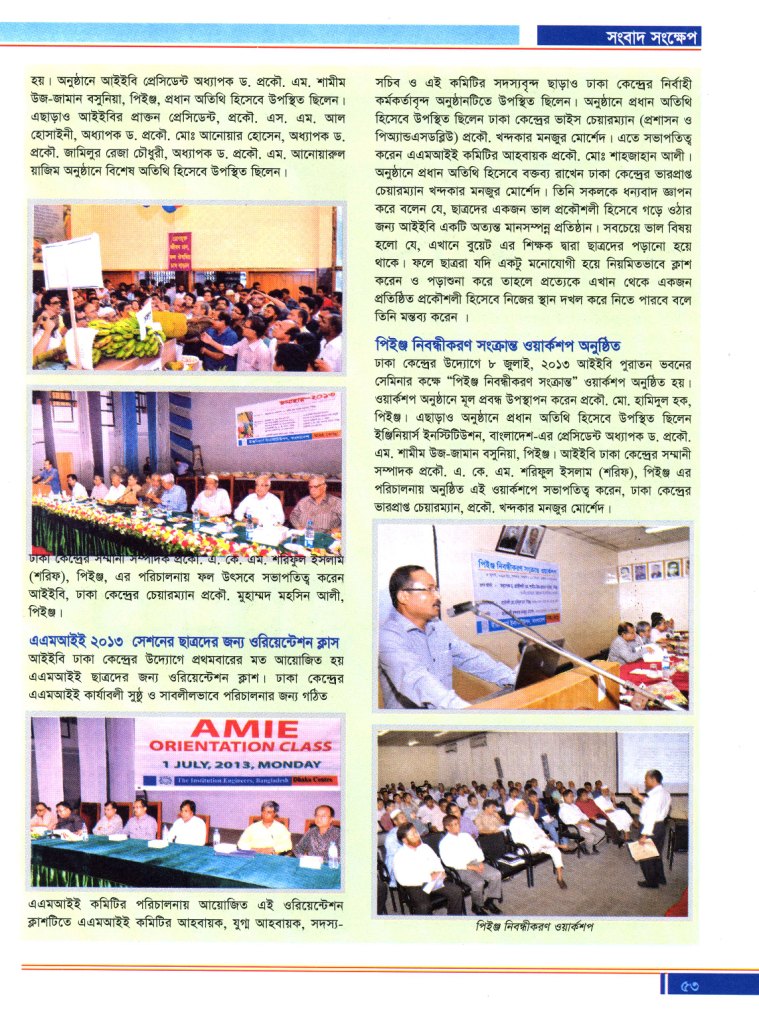 সংবাদ সংক্ষেপ
হয়। অনুষ্ঠানে আইইবি প্রেসিডেন্ট অধ্যাপক ড. প্রকৌ. এম. শামীম
উজ-জামান বসুনিয়া, পিইঞ্জ, প্রধান অতিথি হিসেবে উপস্থিত ছিলেন।
এছাড়াও আইইবির প্রাক্তন প্রেসিডেন্ট, প্রকৌ. এস. এম. আল
হোসাইনী, অধ্যাপক ড. প্রকৌ. মোঃ আনোয়ার হোসেন, অধ্যাপক ড.
প্রকৌ. জামিলুর রেজা চৌধুরী, অধ্যাপক ড. প্রকৌ. এম. আনোয়ারুল
য়াজিম অনুষ্ঠানে বিশেষ অতিথি হিসেবে উপস্থিত ছিলেন।
ঢাকা কেন্দ্রের সম্মানী সম্পাদক প্রকৌ. এ. কে. এম. শরিফুল ইসলাম
(শরিফ), পিইঞ্জ, এর পরিচালনায় ফল উৎসবে সভাপতিত্ব করেন
আইইবি, ঢাকা কেন্দ্রের চেয়ারম্যান প্রকৌ. মুহাম্মদ মহসিন আলী,
পিইঞ্জ।
এএমআইই ২০১৩ সেশনের ছাত্রদের জন্য ওরিয়েন্টেশন ক্লাস
আইইবি ঢাকা কেন্দ্রের উদ্যোগে প্রথমবারের মত আয়োজিত হয়
এএমআইই ছাত্রদের জন্য ওরিয়েন্টেশন ক্লাশ। ঢাকা কেন্দ্রের
এএমআইই কার্যাবলী সুষ্ঠু ও সাবলীলভাবে পরিচালনার জন্য গঠিত
AMIE
ORIENTATION CLASS
1 JULY, 2013, MONDAY
The Institution Engineers, Bangladesh Dhaka Centre
এএমআইই কমিটির পরিচালনায় আয়োজিত এই ওরিয়েন্টেশন
ক্লাশটিতে এএমআইই কমিটির আহবায়ক, যুগ্ম আহবায়ক, সদস্য-
সচিব ও এই কমিটির সদস্যবৃন্দ ছাড়াও ঢাকা কেন্দ্রের নির্বাহী
কর্মকর্তাবৃন্দ অনুষ্ঠানটিতে উপস্থিত ছিলেন। অনুষ্ঠানে প্রধান অতিথি
হিসেবে উপস্থিত ছিলেন ঢাকা কেন্দ্রের ভাইস চেয়ারম্যান (প্রশাসন ও
পিঅ্যান্ডএসডব্লিউ) প্রকৌ. খন্দকার মনজুর মোর্শেদ। এতে সভাপতিত্ব
করেন এএমআইই কমিটির আহবায়ক প্রকৌ. মোঃ শাহজাহান আলী।
অনুষ্ঠানে প্রধান অতিথি হিসেবে বক্তব্য রাখেন ঢাকা কেন্দ্রের ভারপ্রাপ্ত
চেয়ারম্যান খন্দকার মনজুর মোর্শেদ। তিনি সকলকে ধন্যবাদ জ্ঞাপন
করে বলেন যে, ছাত্রদের একজন ভাল প্রকৌশলী হিসেবে গড়ে ওঠার
জন্য আইইবি একটি অত্যন্ত মানসম্পন্ন প্রতিষ্ঠান। সবচেয়ে ভাল বিষয়
হলো যে, এখানে বুয়েট এর শিক্ষক দ্বারা ছাত্রদের পড়ানো হয়ে
থাকে। ফলে ছাত্ররা যদি একটু মনোযোগী হয়ে নিয়মিতভাবে ক্লাশ
করেন ও পড়াশুনা করে তাহলে প্রত্যেকে এখান থেকে একজন
প্রতিষ্ঠিত প্রকৌশলী হিসেবে নিজের স্থান দখল করে নিতে পারবে বলে
তিনি মন্তব্য করেন ।
পিইঞ্জ নিবন্ধীকরণ সংক্রান্ত ওয়ার্কশপ অনুষ্ঠিত
ঢাকা কেন্দ্রের উদ্যোগে ৮ জুলাই, ২০১৩ আইইবি পুরাতন ভবনের
সেমিনার কক্ষে “পিইঞ্জ নিবন্ধীকরণ সংক্রান্ত” ওয়ার্কশপ অনুষ্ঠিত হয়।
ওয়ার্কশপ অনুষ্ঠানে মূল প্রবন্ধ উপস্থাপন করেন প্রকৌ. মো. হামিদুল হক,
পিইঞ্জ। এছাড়াও অনুষ্ঠানে প্রধান অতিথি হিসেবে উপস্থিত ছিলেন
ইঞ্জিনিয়ার্স ইনস্টিটিউশন, বাংলাদেশ-এর প্রেসিডেন্ট অধ্যাপক ড. প্রকৌ.
এম. শামীম উজ-জামান বসুনিয়া, পিইঞ্জ। আইইবি ঢাকা কেন্দ্রের সম্মানী
সম্পাদক প্রকৌ. এ. কে. এম. শরিফুল ইসলাম (শরিফ), পিইঞ্জ এর
পরিচালনায় অনুষ্ঠিত এই ওয়ার্কশপে সভাপতিত্ব করেন, ঢাকা কেন্দ্রের
ভারপ্রাপ্ত চেয়ারম্যান, প্রকৌ. খন্দকার মনজুর মোর্শেদ।
পিইঞ্জ নিবন্ধীকরণ সংক্রান্ত ওয়ার্কশপ
পিইঞ্জ নিবন্ধীকরণ ওয়ার্কশপ
৫৩